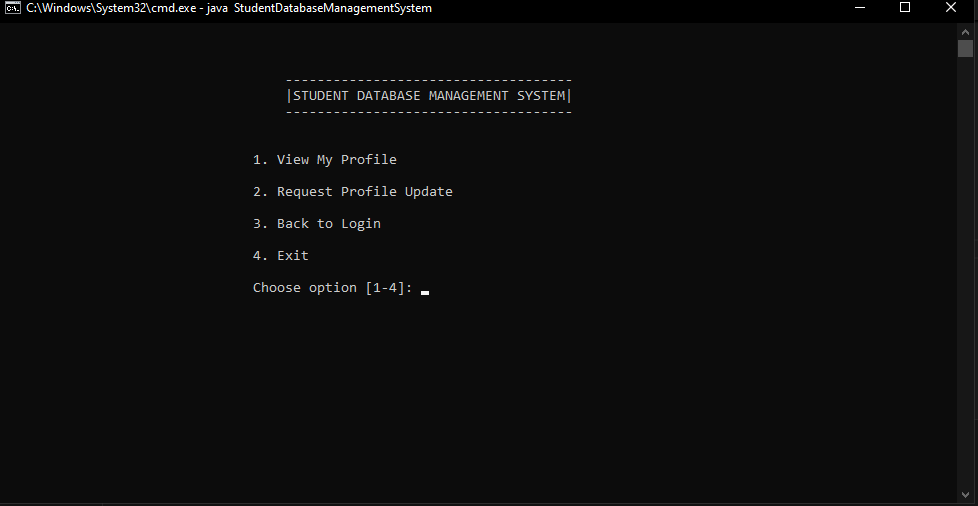 C:\Windows\System32\cmd.exe - java StudentDatabaseManagementSystem
------------------------------------
|STUDENT DATABASE MANAGEMENT SYSTEM|
------------------------------------
1. View My Profile
2. Request Profile Update
3. Back to Login
4. Exit
Choose option [1-4]: